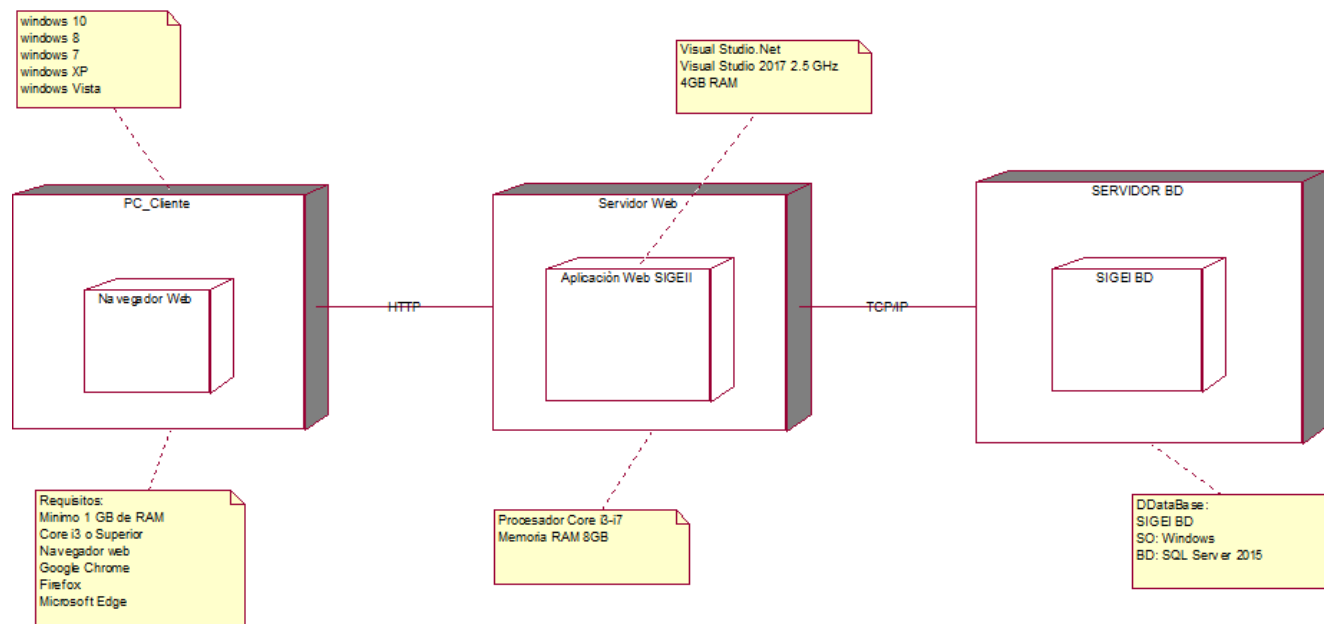 windows 10
windows 8
windows 7
windows XP
windows Vista
Visual Studio.Net
Visual Studio 2017 2.5 GHz
4GB RAM
PC_Cliente
Navegador Web
HTTP
Servidor Web
Aplicaciòn Web SIGEII
TCP/IP
SERVIDOR BD
SIGEI BD
Requisitos:
Minimo 1 GB de RAM
Core i3 o Superior
Navegador web
Google Chrome
Firefox
Microsoft Edge
Procesador Core i3-i7
Memoria RAM 8GB
DDataBase:
SIGEI BD
SO: Windows
BD: SQL Server 2015